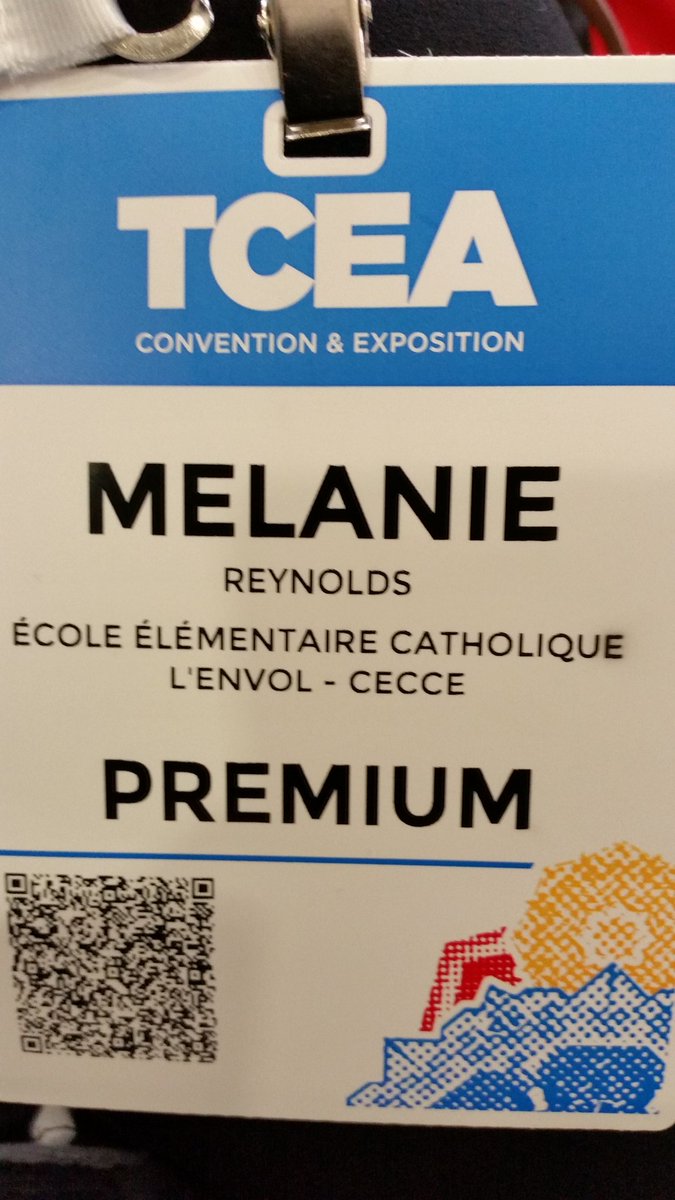 TCEA
CONVENTION & EXPOSITION
MELANIE
REYNOLDS
ÉCOLE ÉLÉMENTAIRE CATHOLIQUE
L'ENVOL - CECCE
PREMIUM